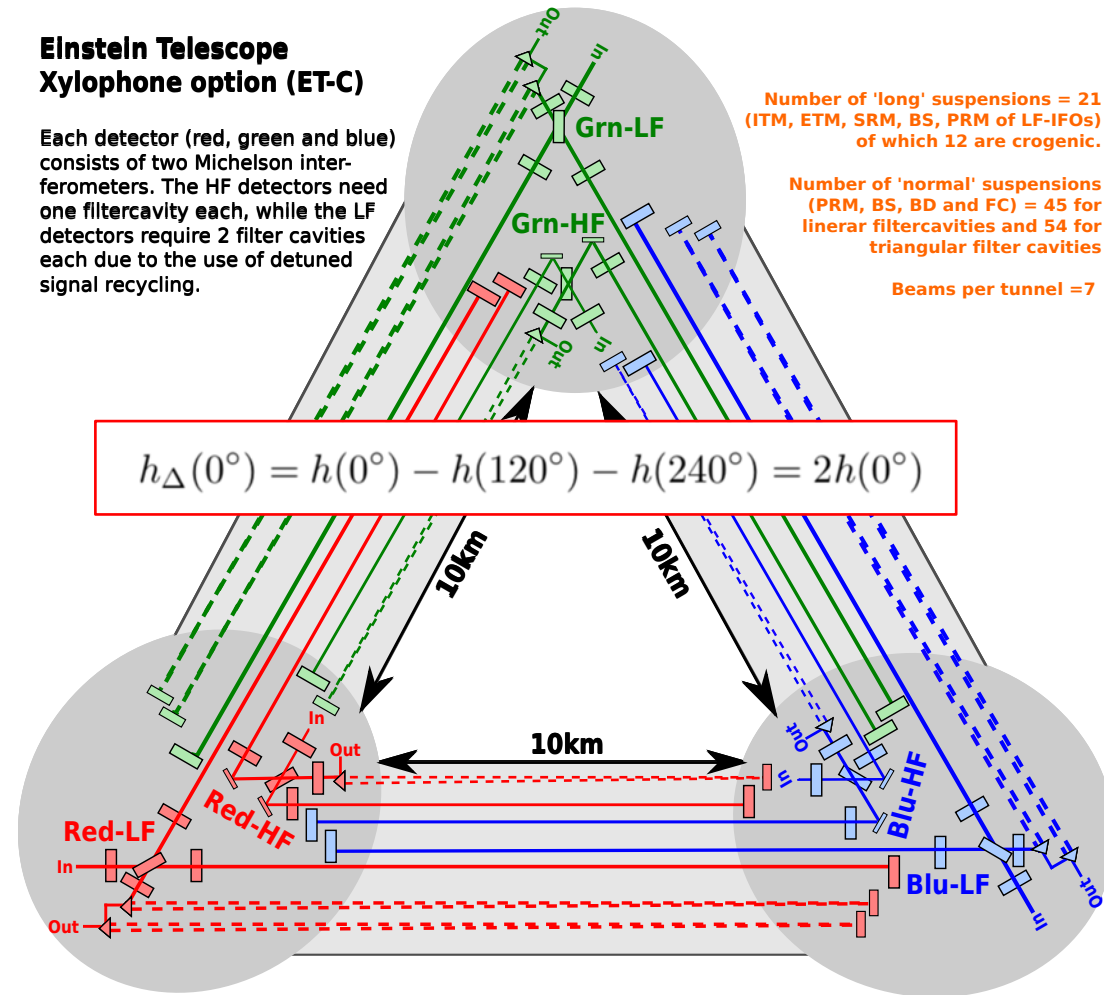 Einstein Telescope
Xylophone option (ET-C)
Each detector (red, green and blue)
consists of two Michelson inter-
ferometers. The HF detectors need
one filtercavity each, while the LF
detectors require 2 filter cavities
each due to the use of detuned
signal recycling.
Number of 'long' suspensions = 21
(ITM, ETM, SRM, BS, PRM of LF-IFOs)
of which 12 are crogenic.
Number of 'normal' suspensions
(PRM, BS, BD and FC) = 45 for
linerar filtercavities and 54 for
triangular filter cavities
Beams per tunnel =7
Out
In
Grn-LF
Grn-HF
Out
In
h_Δ(0°) = h(0°) − h(120°) − h(240°) = 2h(0°)
10km
10km
10km
In
Out
Red-HF
Red-LF
In
Out
Out
In
Blu-HF
Blu-LF
Out
In